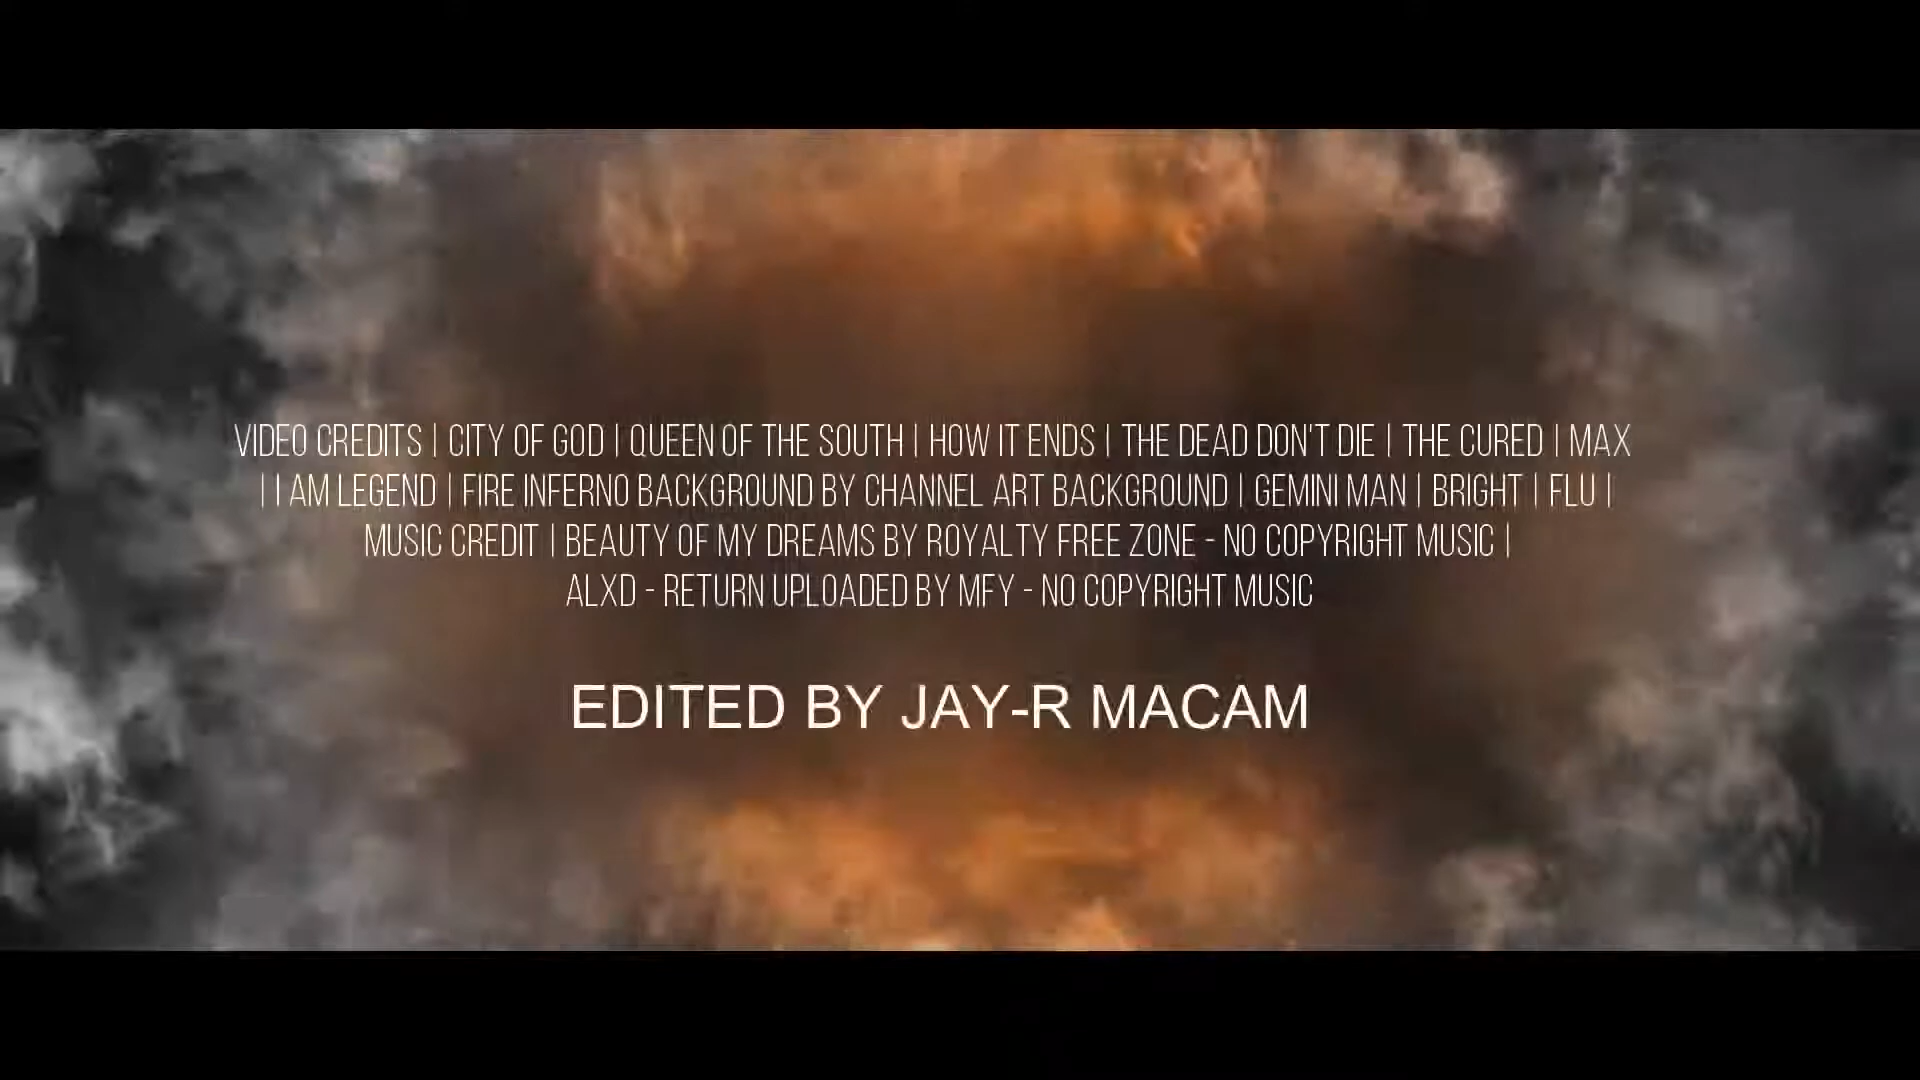 VIDEO CREDITS | CITY OF GOD | QUEEN OF THE SOUTH | HOW IT ENDS | THE DEAD DON'T DIE | THE CURED | MAX
| I AM LEGEND | FIRE INFERNO BACKGROUND BY CHANNEL ART BACKGROUND | GEMINI MAN | BRIGHT | FLU |
MUSIC CREDIT | BEAUTY OF MY DREAMS BY ROYALTY FREE ZONE - NO COPYRIGHT MUSIC |
ALXD - RETURN UPLOADED BY MFY - NO COPYRIGHT MUSIC
EDITED BY JAY-R MACAM